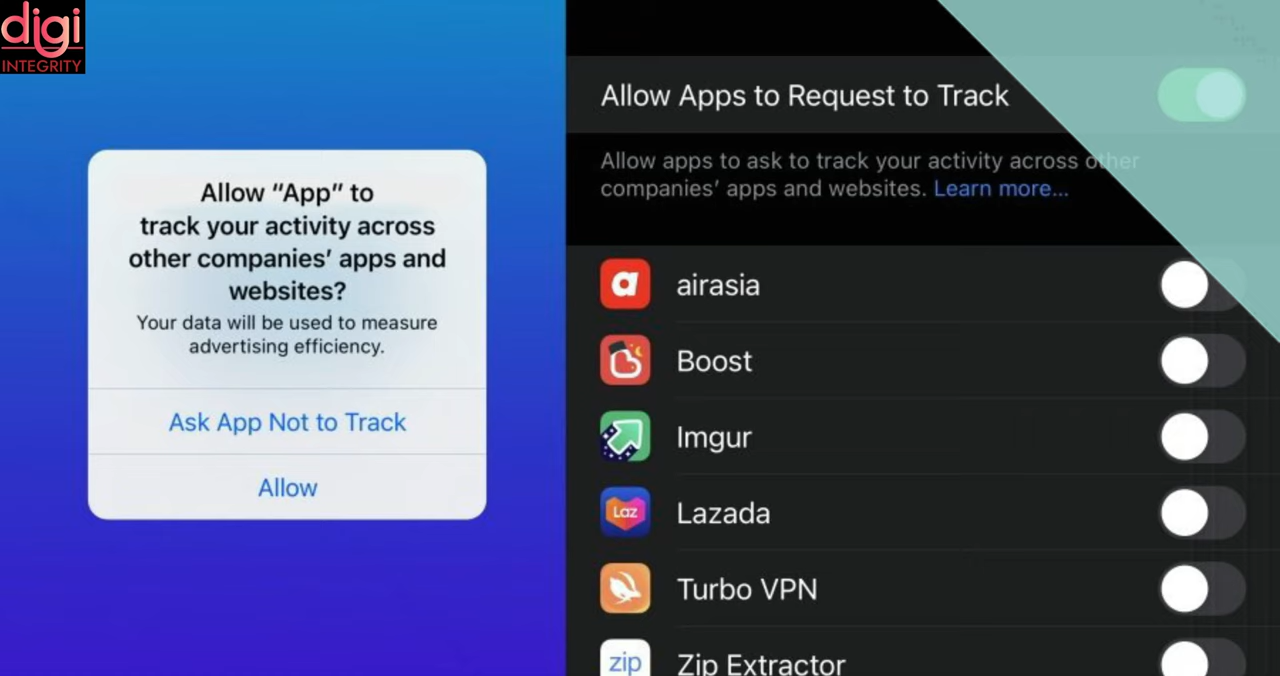 digi
INTEGRITY
Allow “App” to
track your activity across
other companies’ apps and
websites?
Your data will be used to measure
advertising efficiency.
Ask App Not to Track
Allow
Allow Apps to Request to Track
Allow apps to ask to track your activity across other
companies’ apps and websites. Learn more...
a
airasia
Boost
Imgur
Laz
Lazada
Turbo VPN
zip
Zip Extractor